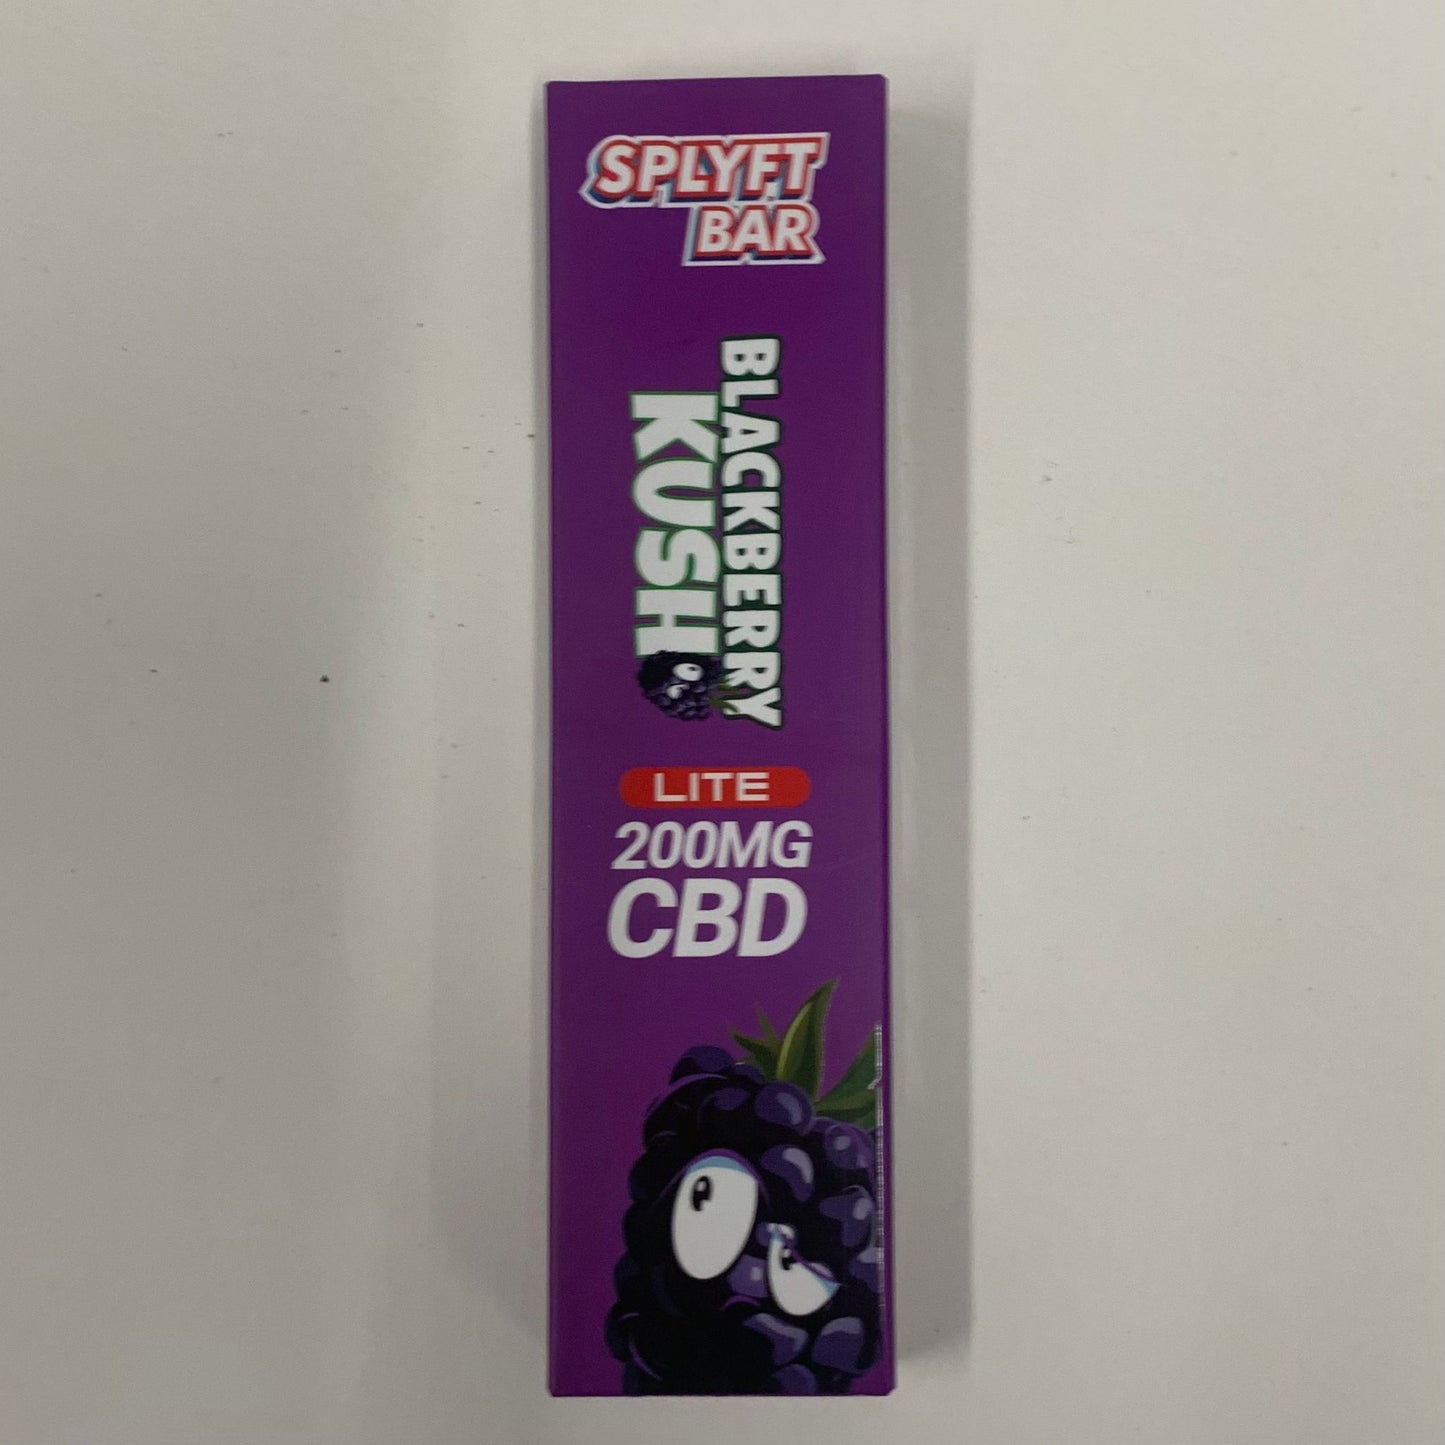 SPLYFT
BAR
BLACKBERRY
KUSH
LITE
200MG
CBD